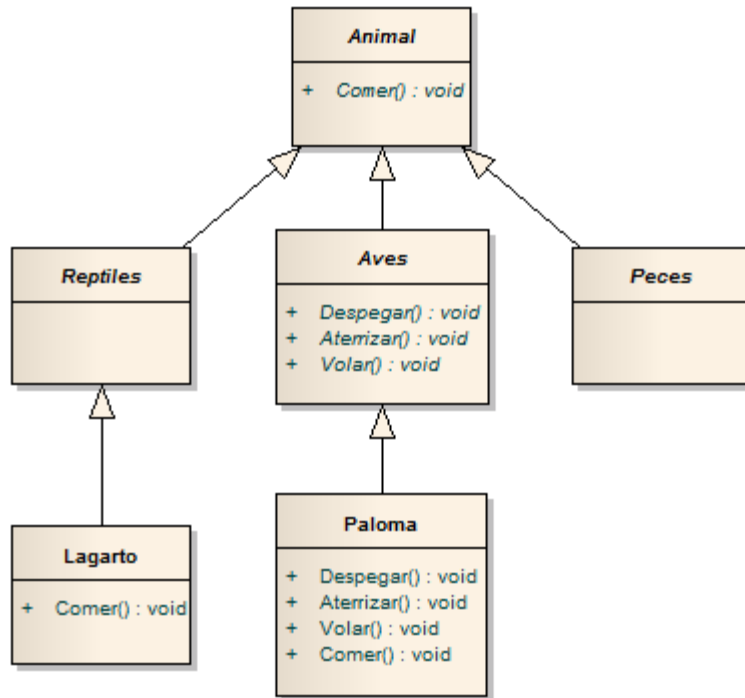 Animal
+ Comer() : void
Reptiles
Aves
+ Despegar() : void
+ Aterrizar() : void
+ Volar() : void
Peces
Lagarto
+ Comer() : void
Paloma
+ Despegar() : void
+ Aterrizar() : void
+ Volar() : void
+ Comer() : void